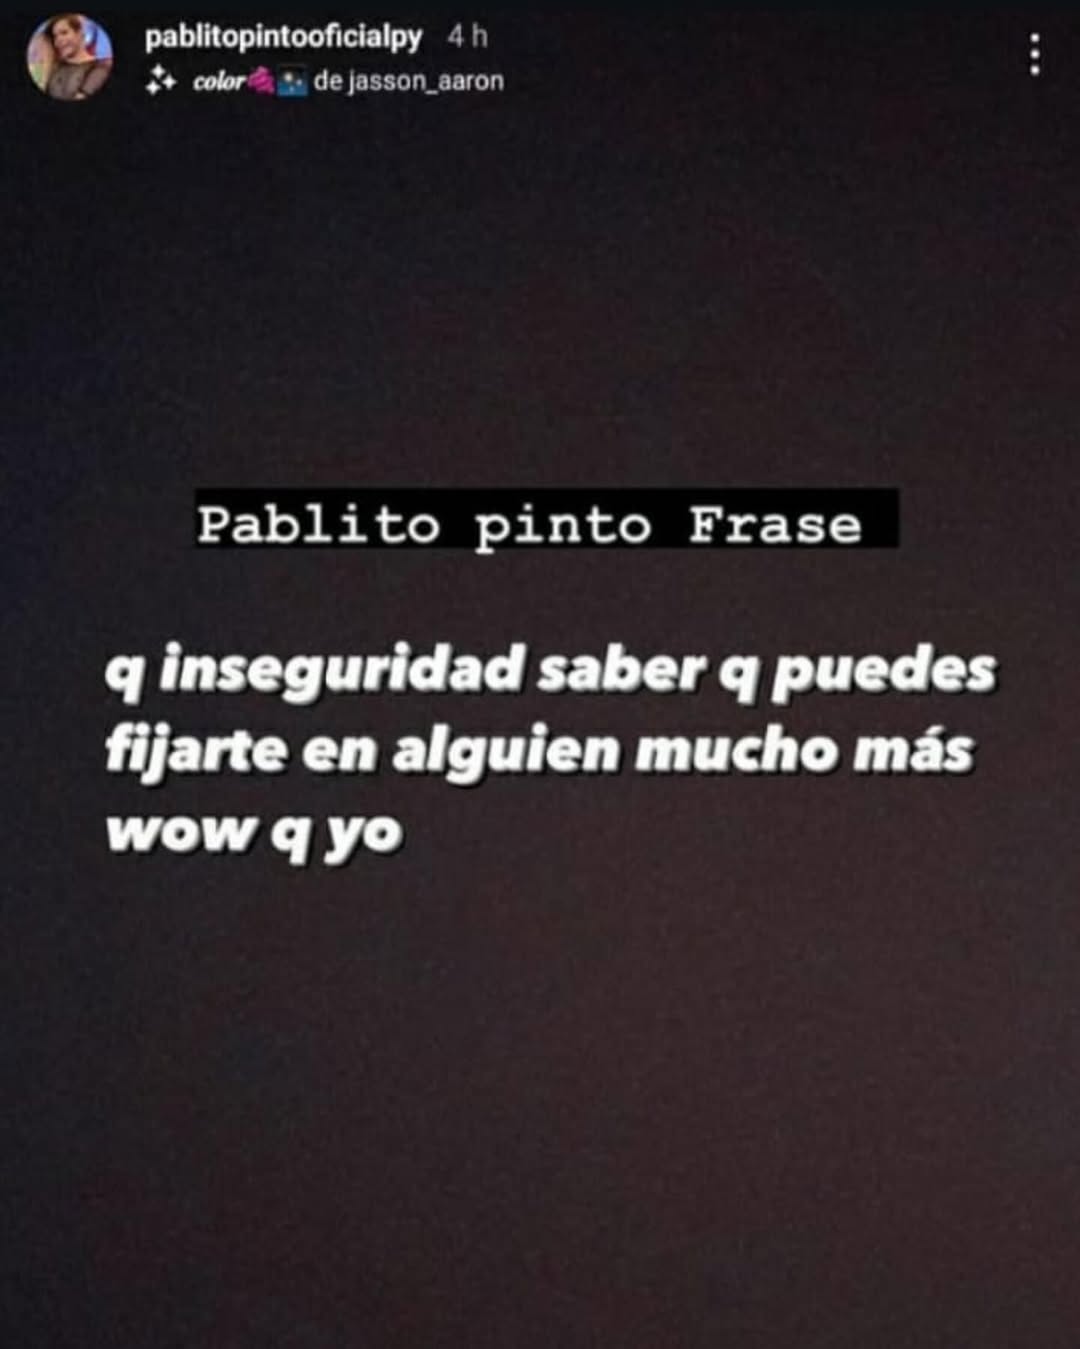 pablitopintooficialpy 4 h
color de jasson_aaron
Pablito pinto Frase
q inseguridad saber q puedes
fijarte en alguien mucho más
wow q yo